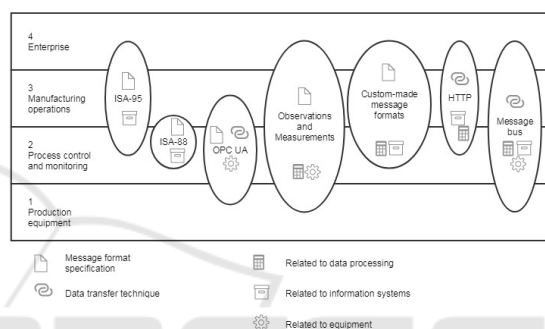 4
Enterprise
3
Manufacturing
operations
2
Process control
and monitoring
1
Production
equipment
ISA-95
ISA-88
OPC UA
Observations
and
Measurements
Custom-made
message
formats
HTTP
Message
bus
Message format
specification
Data transfer technique
Related to data processing
Related to information systems
Related to equipment